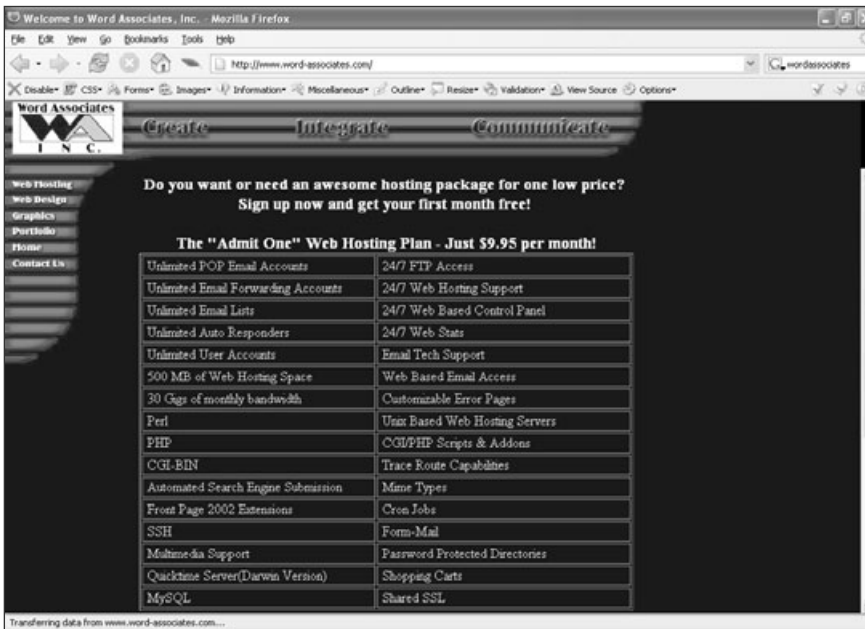 Welcome to Word Associates, Inc. - Mozilla Firefox
File Edit View Go Bookmarks Tools Help
http://www.word-associates.com/ wordassociates
Disable CSS Forms Images Information Miscellaneous Outline Resize Validation View Source Options
Word Associates
WA
INC.
Create Integrate Communicate
Web Hosting
Web Design
Graphics
Portfolio
Home
Contact Us
Do you want or need an awesome hosting package for one low price?
Sign up now and get your first month free!
The "Admit One" Web Hosting Plan - Just $9.95 per month!
Unlimited POP Email Accounts 24/7 FTP Access
Unlimited Email Forwarding Accounts 24/7 Web Hosting Support
Unlimited Email Lists 24/7 Web Based Control Panel
Unlimited Auto Responders 24/7 Web Stats
Unlimited User Accounts Email Tech Support
500 MB of Web Hosting Space Web Based Email Access
30 Gigs of monthly bandwidth Customizable Error Pages
Perl Unix Based Web Hosting Servers
PHP CGI/PHP Scripts & Addons
CGI-BIN Trace Route Capabilities
Automated Search Engine Submission Mime Types
Front Page 2002 Extensions Cron Jobs
SSH Form-Mail
Multimedia Support Password Protected Directories
Quicktime Server(Darwin Version) Shopping Carts
MySQL Shared SSL
Transferring data from www.word-associates.com...